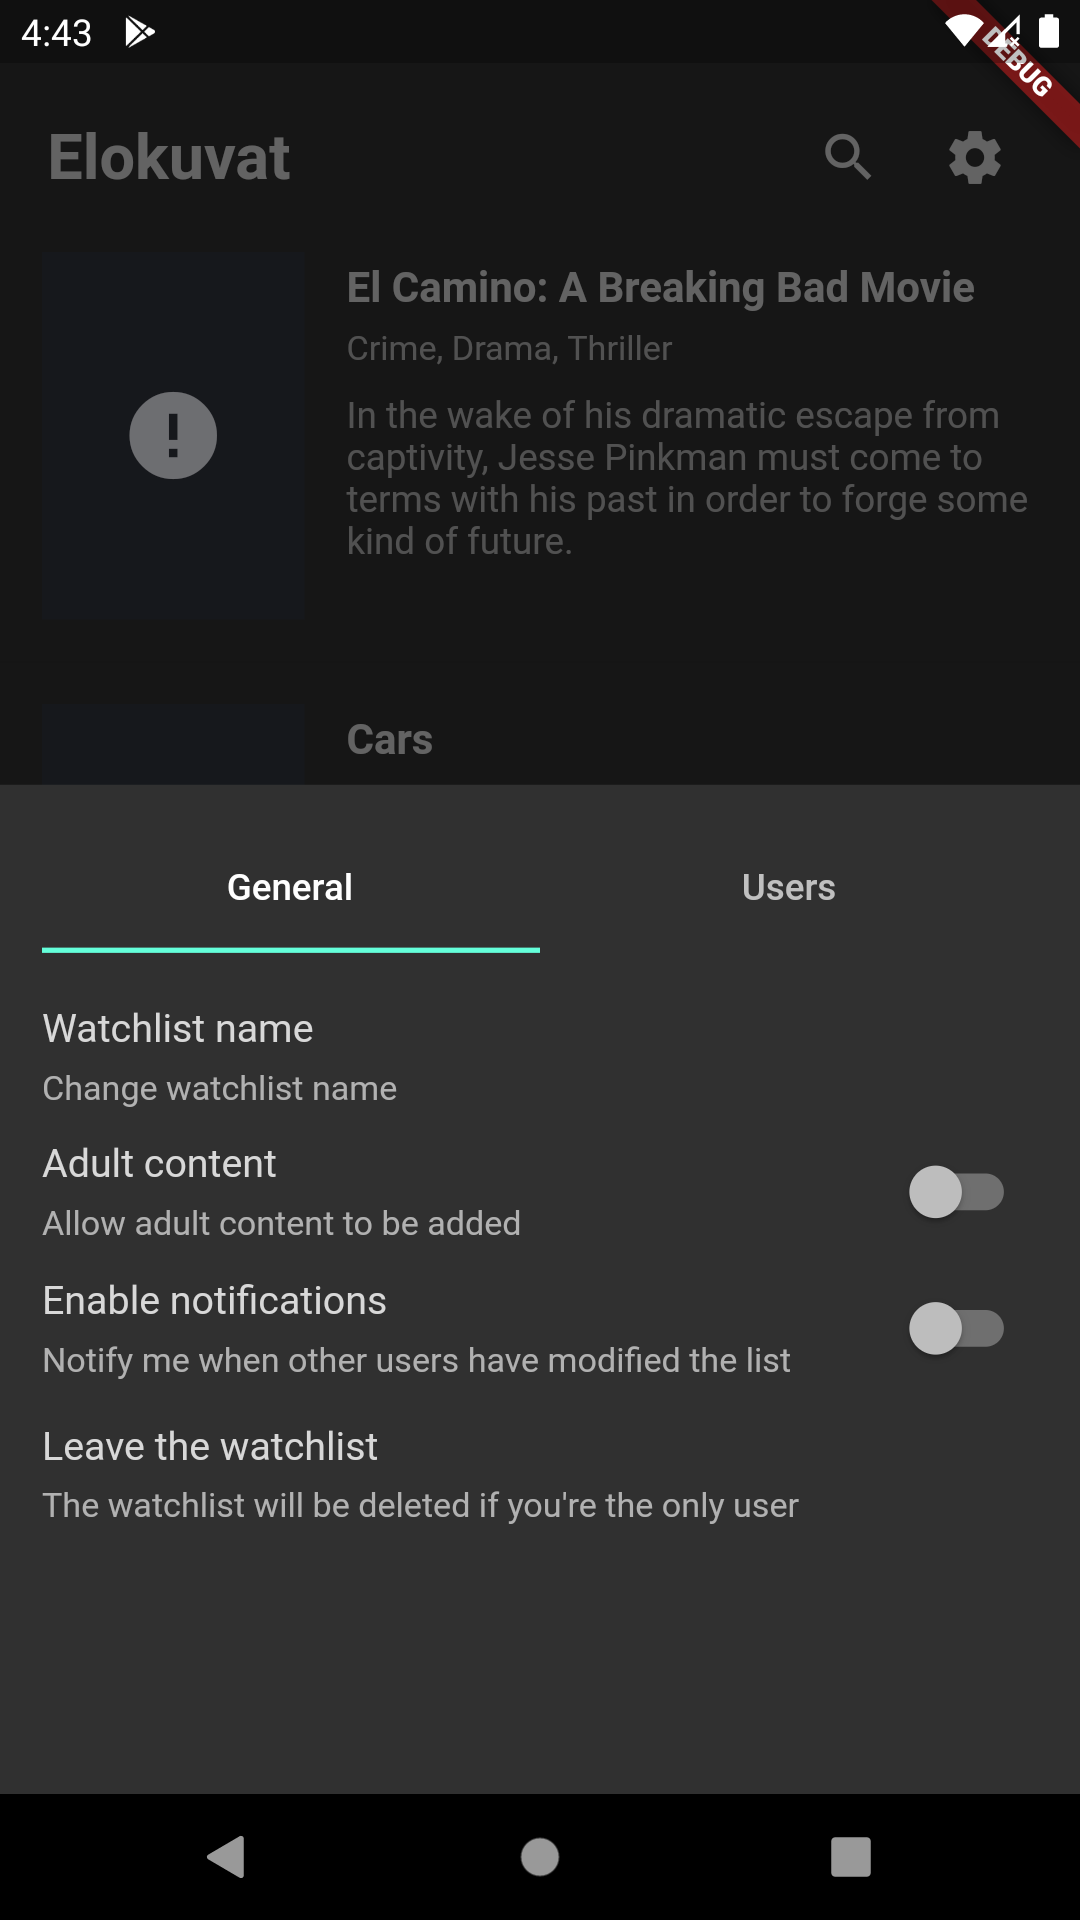 4:43
DEBUG
Elokuvat
El Camino: A Breaking Bad Movie
Crime, Drama, Thriller
In the wake of his dramatic escape from
captivity, Jesse Pinkman must come to
terms with his past in order to forge some
kind of future.
Cars
General
Users
Watchlist name
Change watchlist name
Adult content
Allow adult content to be added
Enable notifications
Notify me when other users have modified the list
Leave the watchlist
The watchlist will be deleted if you're the only user